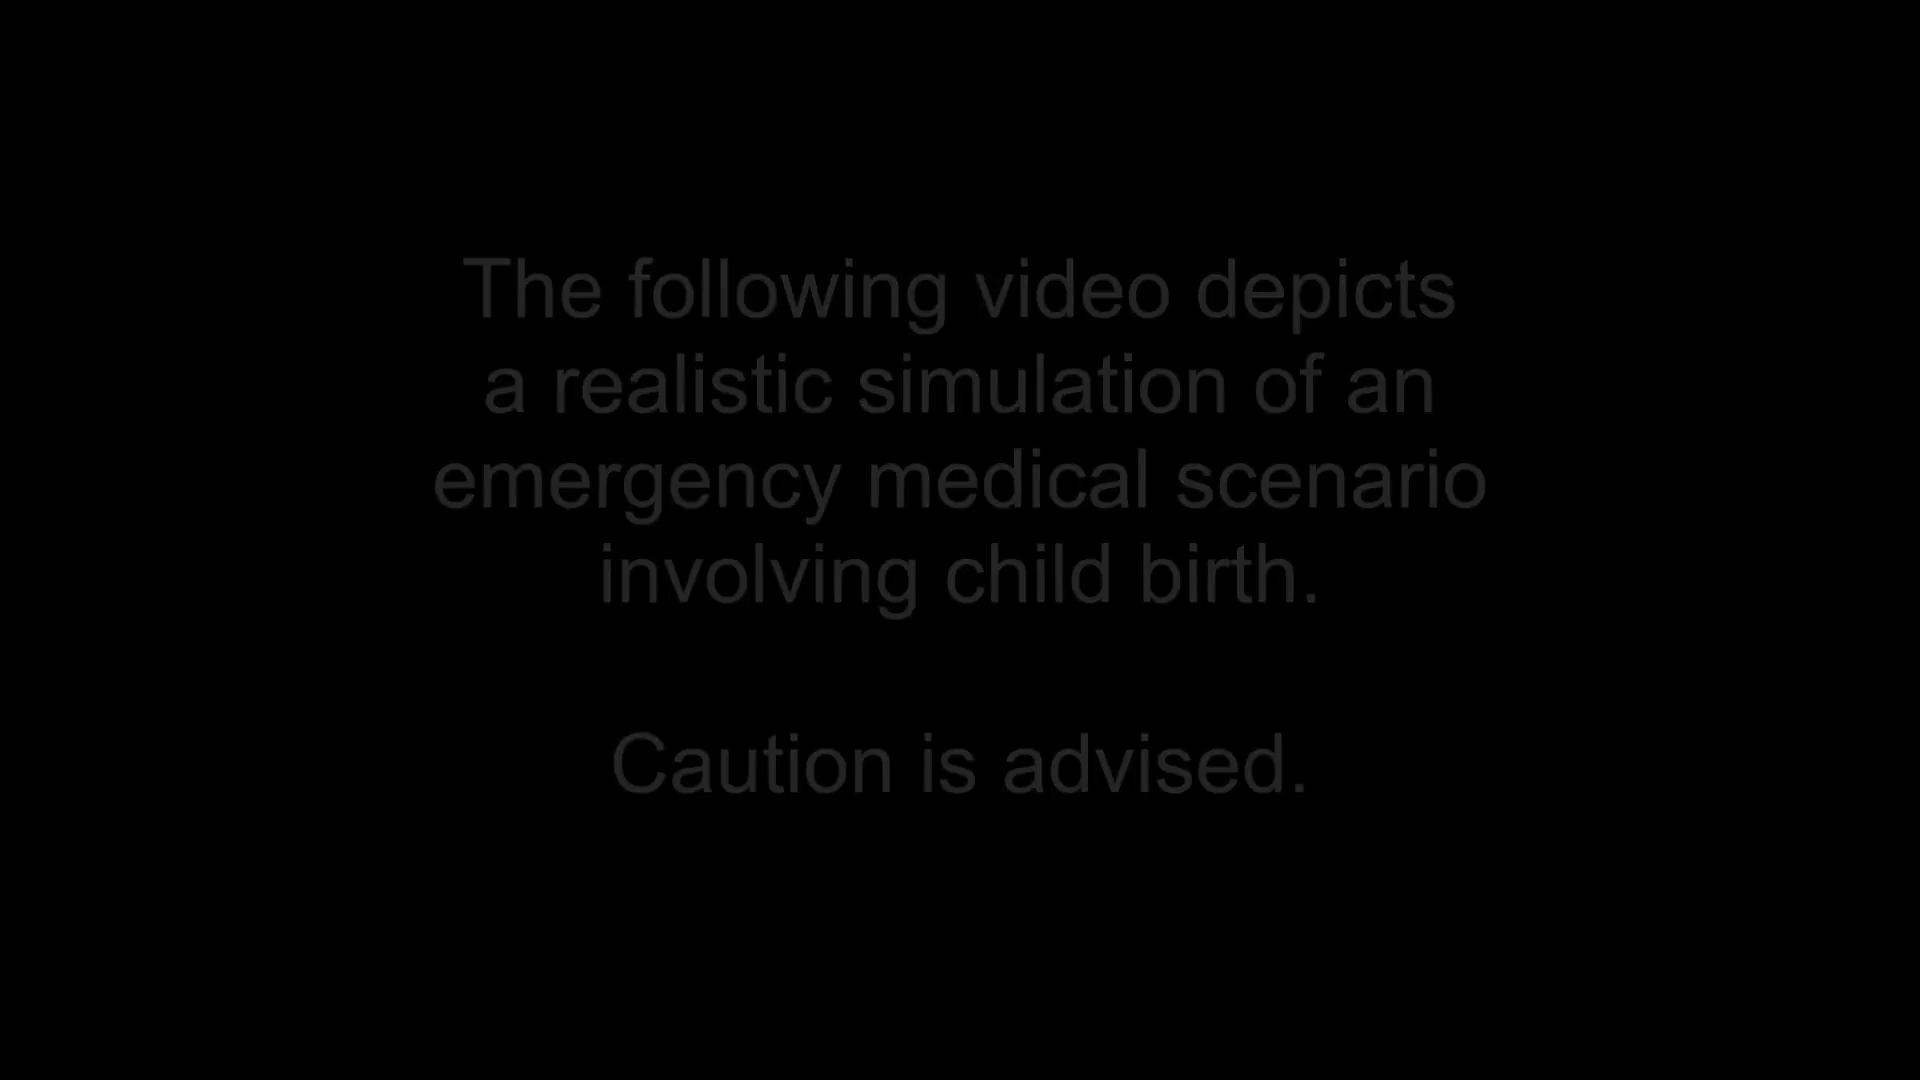 The following video depicts
a realistic simulation of an
emergency medical scenario
involving child birth.
Caution is advised.